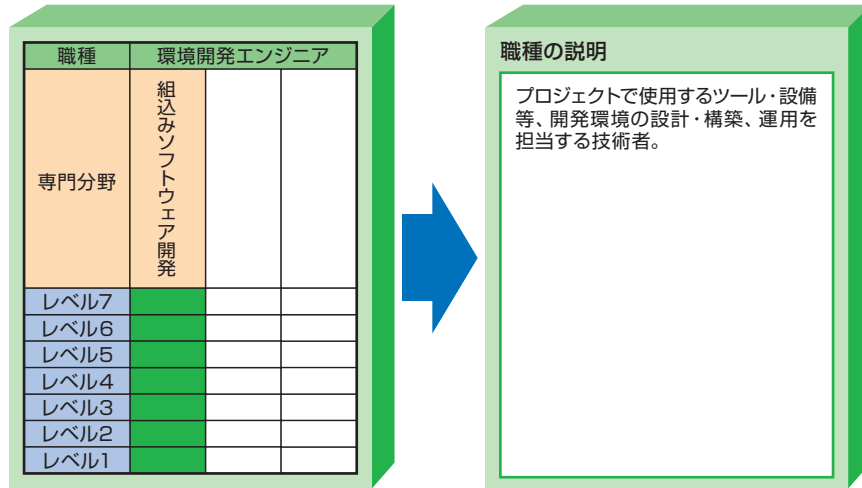 職種 環境開発エンジニア
専門分野 組込みソフトウェア開発
レベル7
レベル6
レベル5
レベル4
レベル3
レベル2
レベル1
職種の説明
プロジェクトで使用するツール・設備
等、開発環境の設計・構築、運用を
担当する技術者。